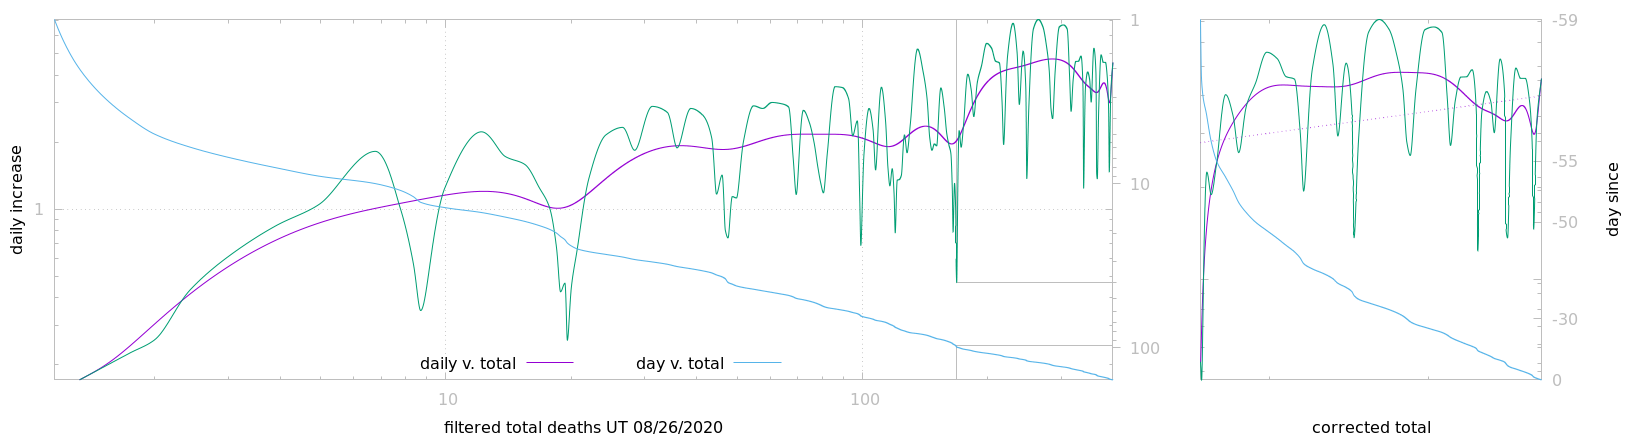 daily increase
1
daily v. total
day v. total
10
100
filtered total deaths UT 08/26/2020
1
10
100
-59
-55
-50
-30
0
day since
corrected total